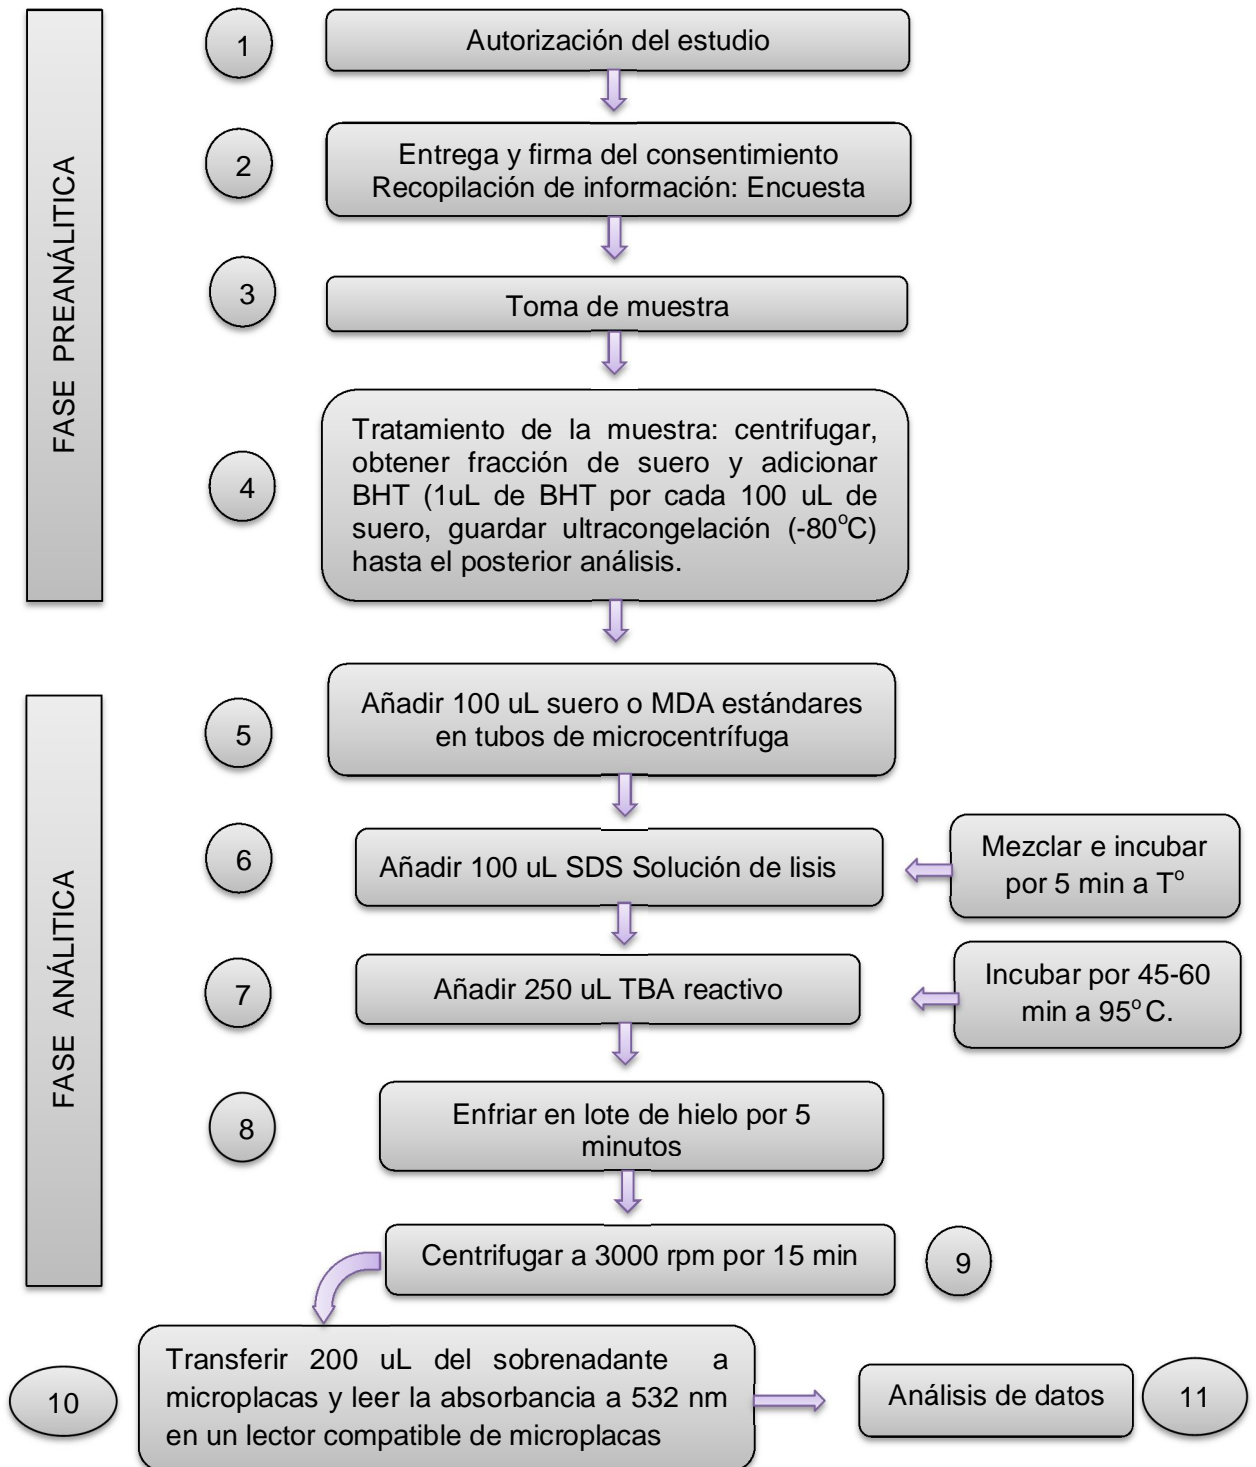 FASE PREANÁLITICA
1
Autorización del estudio
2
Entrega y firma del consentimiento
Recopilación de información: Encuesta
3
Toma de muestra
4
Tratamiento de la muestra: centrifugar,
obtener fracción de suero y adicionar
BHT (1uL de BHT por cada 100 uL de
suero, guardar ultracongelación (-80°C)
hasta el posterior análisis.
FASE ANÁLITICA
5
Añadir 100 uL suero o MDA estándares
en tubos de microcentrífuga
6
Añadir 100 uL SDS Solución de lisis
Mezclar e incubar
por 5 min a T°
7
Añadir 250 uL TBA reactivo
Incubar por 45-60
min a 95° C.
8
Enfriar en lote de hielo por 5
minutos
Centrifugar a 3000 rpm por 15 min
9
10
Transferir 200 uL del sobrenadante a
microplacas y leer la absorbancia a 532 nm
en un lector compatible de microplacas
Análisis de datos
11